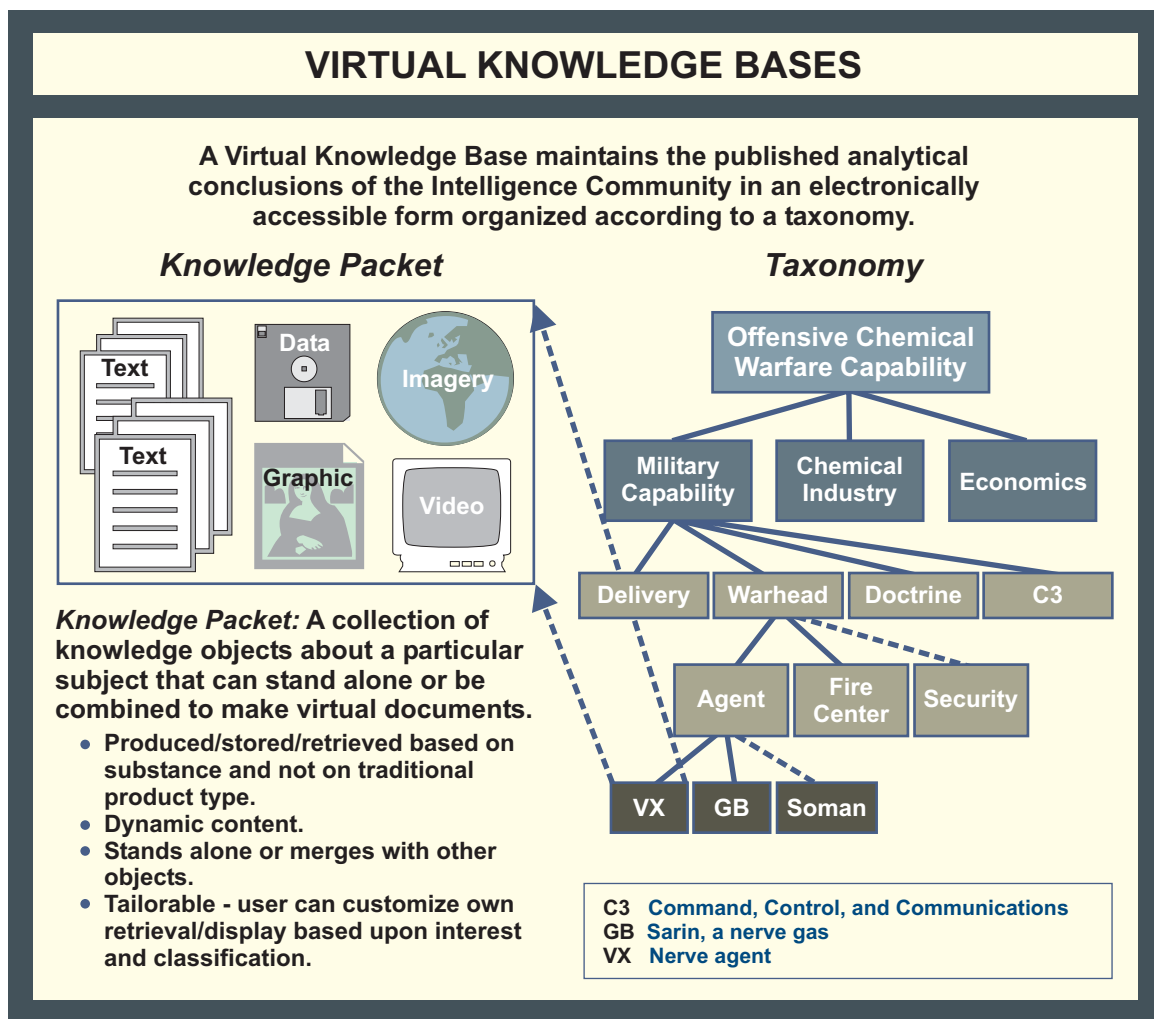 VIRTUAL KNOWLEDGE BASES
A Virtual Knowledge Base maintains the published analytical
conclusions of the Intelligence Community in an electronically
accessible form organized according to a taxonomy.
Knowledge Packet
Text
Text
Data
Imagery
Graphic
Video
Knowledge Packet: A collection of
knowledge objects about a particular
subject that can stand alone or be
combined to make virtual documents.
• Produced/stored/retrieved based on
substance and not on traditional
product type.
• Dynamic content.
• Stands alone or merges with other
objects.
• Tailorable - user can customize own
retrieval/display based upon interest
and classification.
Taxonomy
Offensive Chemical
Warfare Capability
Military
Capability
Chemical
Industry
Economics
Delivery
Warhead
Doctrine
C3
Agent
Fire
Center
Security
VX
GB
Soman
C3 Command, Control, and Communications
GB Sarin, a nerve gas
VX Nerve agent